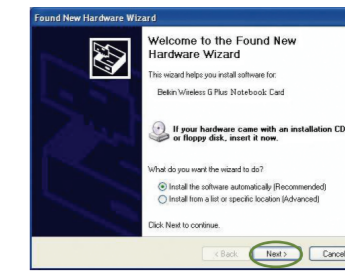 Found New Hardware Wizard
Welcome to the Found New
Hardware Wizard
This wizard helps you install software for:
Belkin Wireless G Plus Notebook Card
If your hardware came with an installation CD
or floppy disk, insert it now.
What do you want the wizard to do?
Install the software automatically (Recommended)
Install from a list or specific location (Advanced)
Click Next to continue.
< Back Next > Cancel